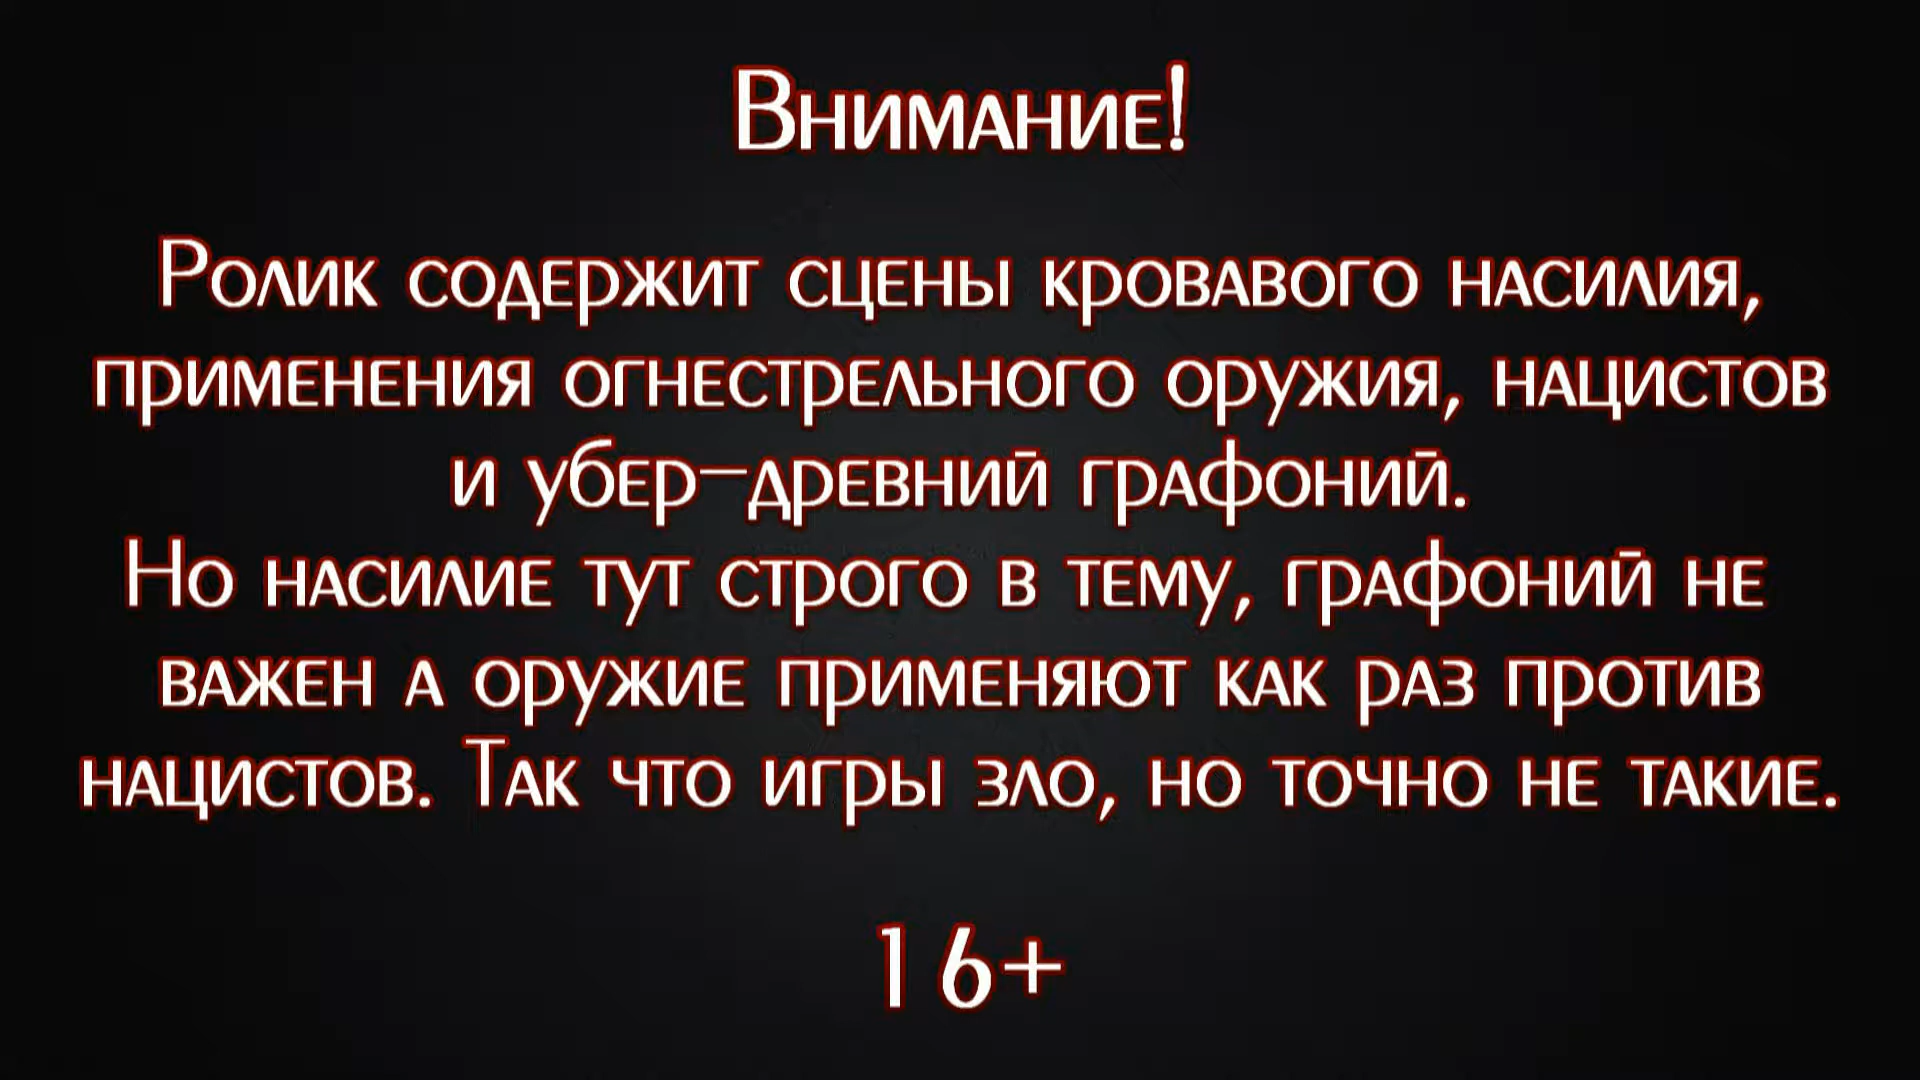 Внимание!
Ролик содержит сцены кровавого насилия,
применения огнестрельного оружия, нацистов
и убер-древний графоний.
Но насилие тут строго в тему, графоний не
важен а оружие применяют как раз против
нацистов. Так что игры зло, но точно не такие.
16+